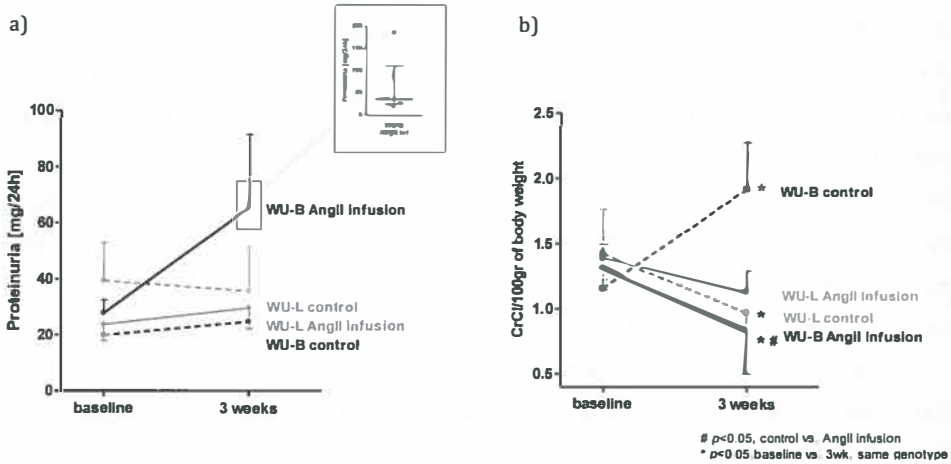 a)
100
80
60
40
20
0
Proteinuria [mg/24h]
baseline
3 weeks
WU-B AngII infusion
WU-L control
WU-L AngII infusion
WU-B control
b)
2.5
2.0
1.5
1.0
0.5
CrCl/100gr of body weight
baseline
3 weeks
* WU-B control
WU-L AngII infusion
WU-L control
*
* # WU-B AngII infusion
# p<0.05, control vs. AngII infusion
* p<0.05 baseline vs. 3wk, same genotype